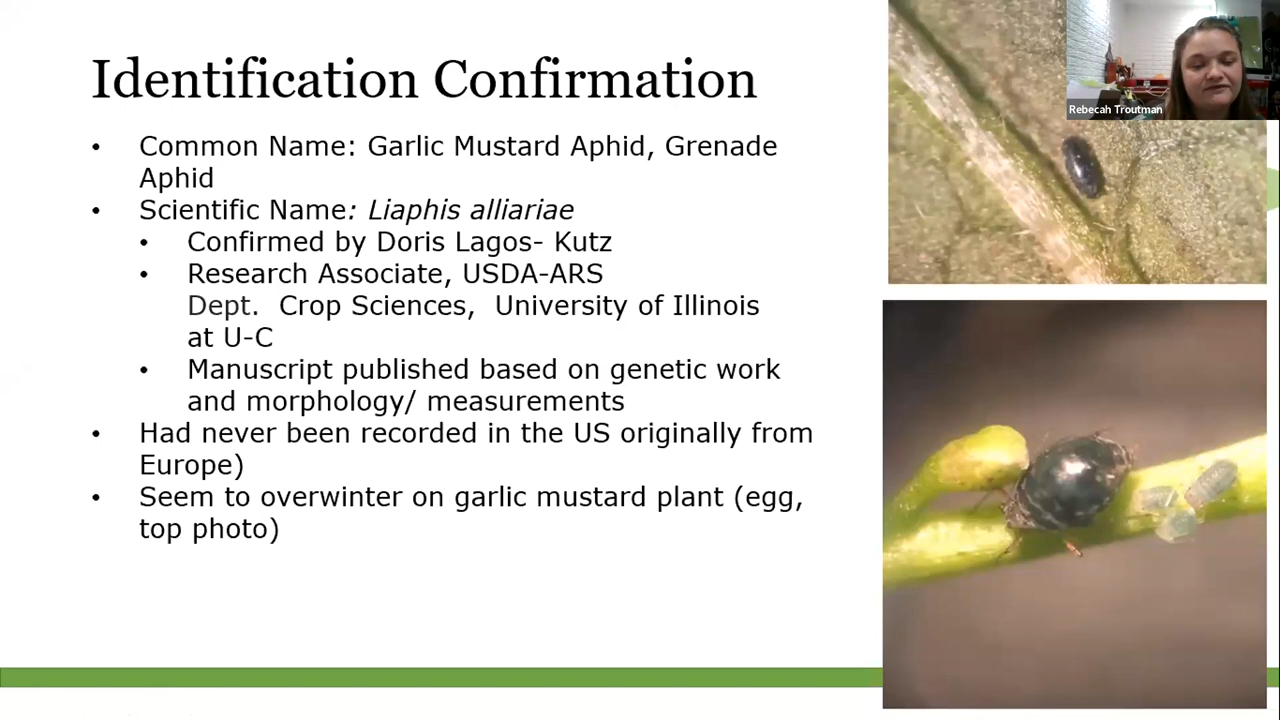 Identification Confirmation
Rebecah Troutman
• Common Name: Garlic Mustard Aphid, Grenade
Aphid
• Scientific Name: Liaphis alliariae
• Confirmed by Doris Lagos- Kutz
• Research Associate, USDA-ARS
Dept. Crop Sciences, University of Illinois
at U-C
• Manuscript published based on genetic work
and morphology/ measurements
• Had never been recorded in the US originally from
Europe)
• Seem to overwinter on garlic mustard plant (egg,
top photo)